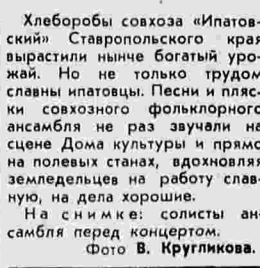 Хлеборобы совхоза «Ипатов-
ский» Ставропольского края
вырастили нынче богатый уро-
жай. Но не только трудом
славны ипатовцы. Песни и пляс-
ки совхозного фольклорного
ансамбля не раз звучали на
сцене Дома культуры и прямо
на полевых станах, вдохновляя
земледельцев на работу слав-
ную, на дела хорошие.
На снимке: солисты ан-
самбля перед концертом.
Фото В. Кругликова.